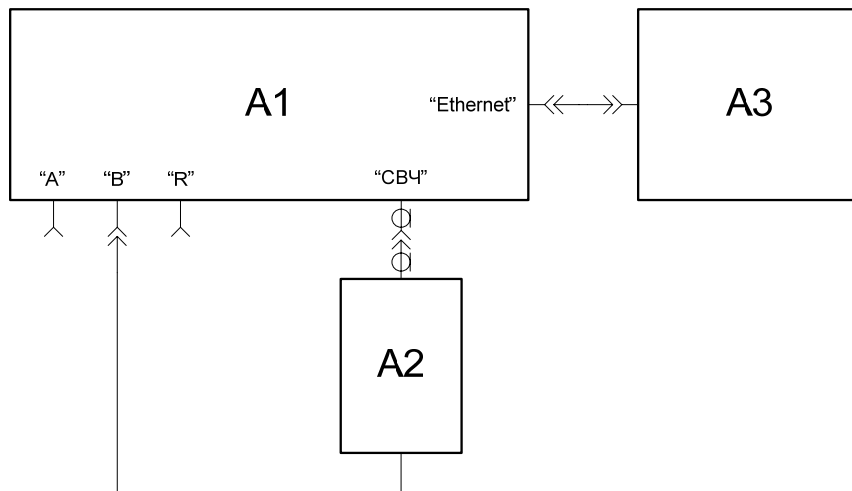 A1
“Ethernet”
A3
“A”
“B”
“R”
“СВЧ”
A2